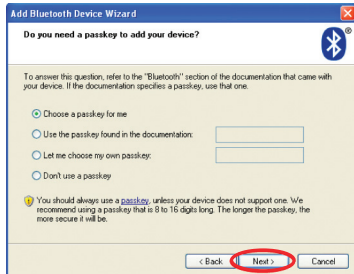 Add Bluetooth Device Wizard
Do you need a passkey to add your device?
To answer this question, refer to the "Bluetooth" section of the documentation that came with
your device. If the documentation specifies a passkey, use that one.
Choose a passkey for me
Use the passkey found in the documentation:
Let me choose my own passkey:
Don't use a passkey
You should always use a passkey, unless your device does not support one. We
recommend using a passkey that is 8 to 16 digits long. The longer the passkey, the
more secure it will be.
< Back Next > Cancel